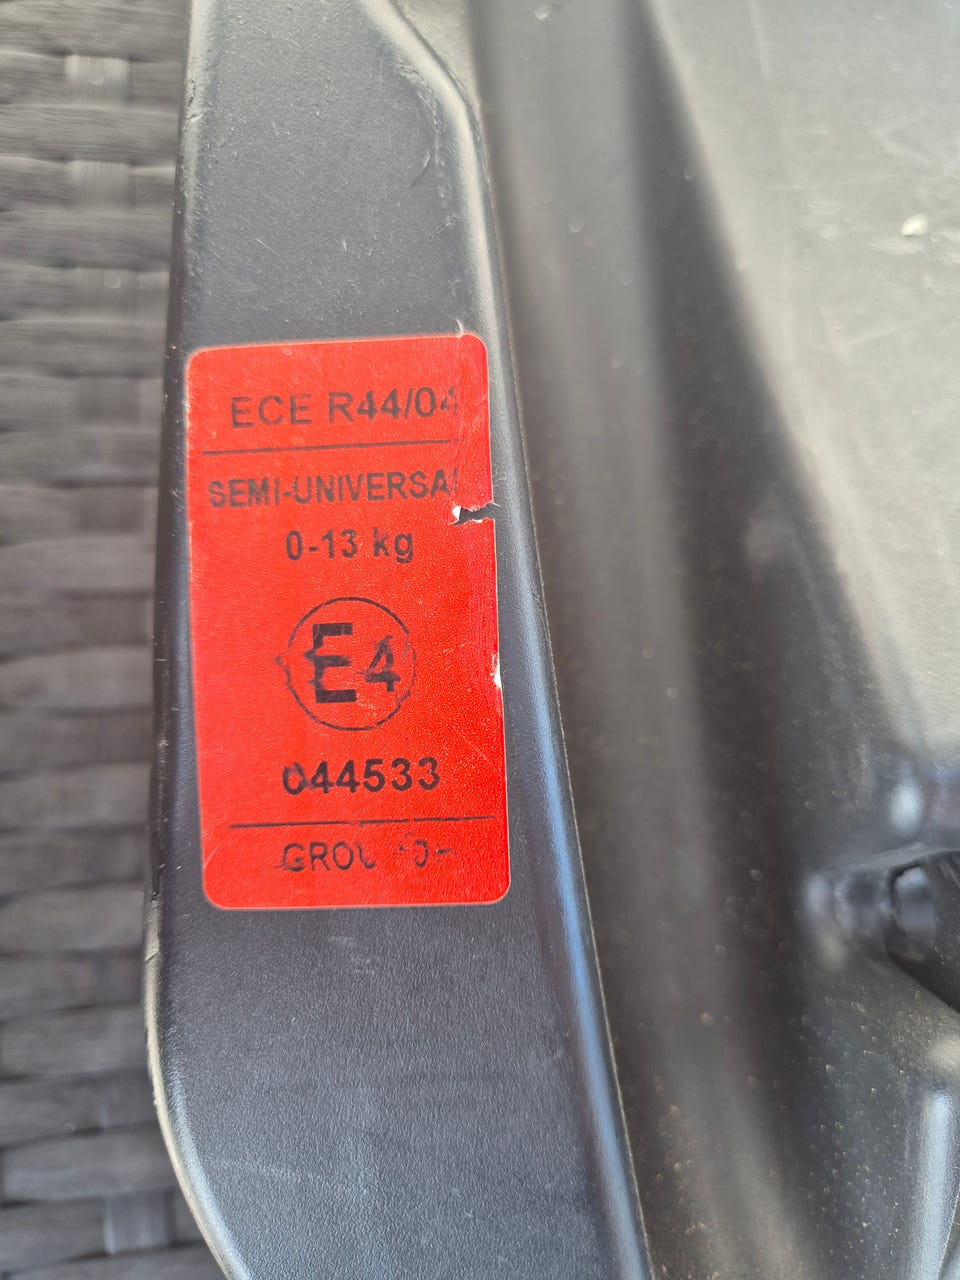 ECE R44/04
SEMI-UNIVERSAL
0-13 kg
E4
044533